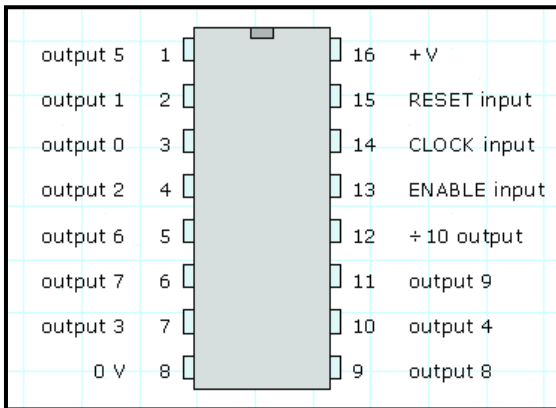 output 5 1 16 +V
output 1 2 15 RESET input
output 0 3 14 CLOCK input
output 2 4 13 ENABLE input
output 6 5 12 ÷10 output
output 7 6 11 output 9
output 3 7 10 output 4
0 V 8 9 output 8